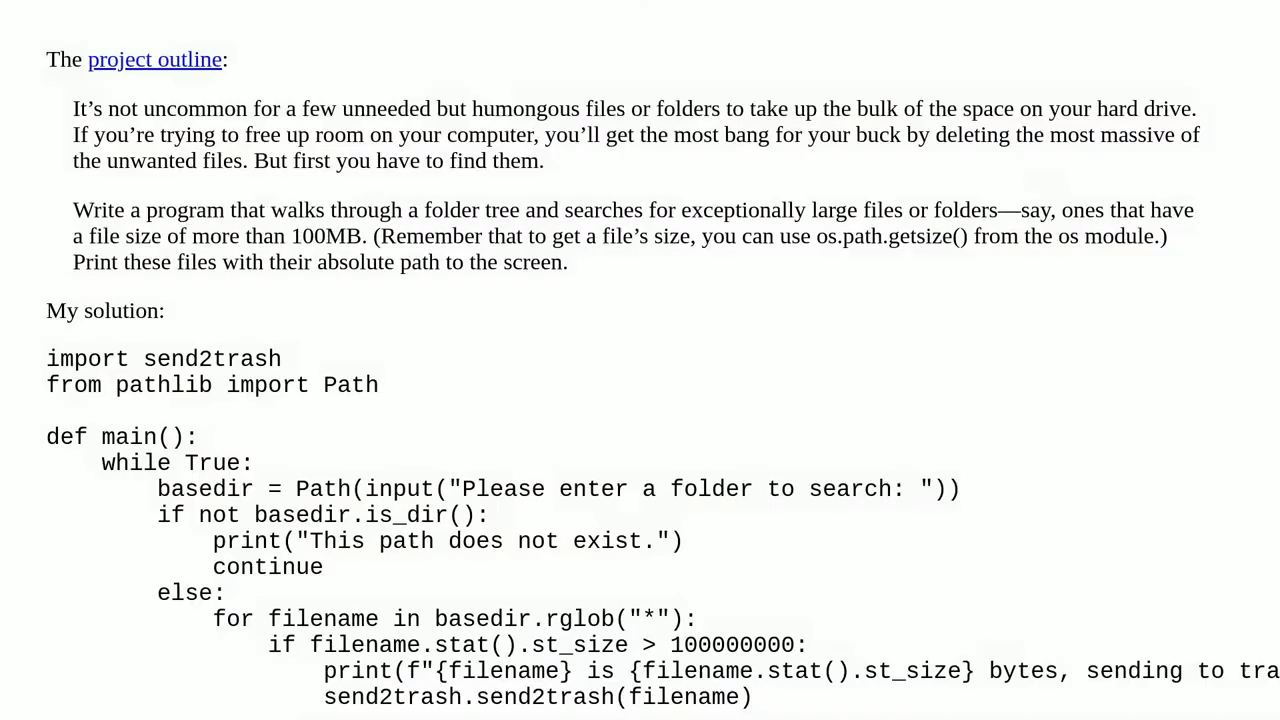 The project outline:
It’s not uncommon for a few unneeded but humongous files or folders to take up the bulk of the space on your hard drive.
If you’re trying to free up room on your computer, you’ll get the most bang for your buck by deleting the most massive of
the unwanted files. But first you have to find them.
Write a program that walks through a folder tree and searches for exceptionally large files or folders—say, ones that have
a file size of more than 100MB. (Remember that to get a file’s size, you can use os.path.getsize() from the os module.)
Print these files with their absolute path to the screen.
My solution:
import send2trash
from pathlib import Path
def main():
    while True:
        basedir = Path(input("Please enter a folder to search: "))
        if not basedir.is_dir():
            print("This path does not exist.")
            continue
        else:
            for filename in basedir.rglob("*"):
                if filename.stat().st_size > 100000000:
                    print(f"{filename} is {filename.stat().st_size} bytes, sending to tra
                    send2trash.send2trash(filename)